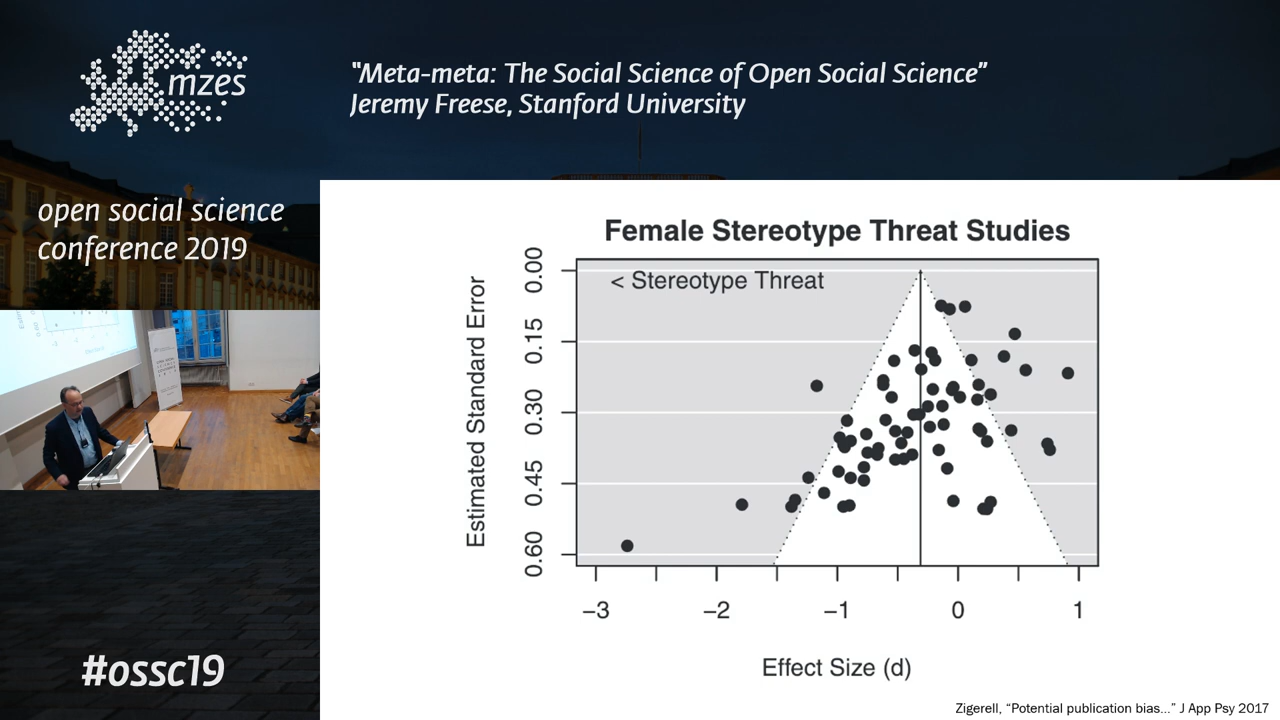 mzes
"Meta-meta: The Social Science of Open Social Science"
Jeremy Freese, Stanford University
open social science
conference 2019
Female Stereotype Threat Studies
< Stereotype Threat
Estimated Standard Error
0.00
0.15
0.30
0.45
0.60
−3
−2
−1
0
1
Effect Size (d)
#ossc19
Zigerell, "Potential publication bias..." J App Psy 2017